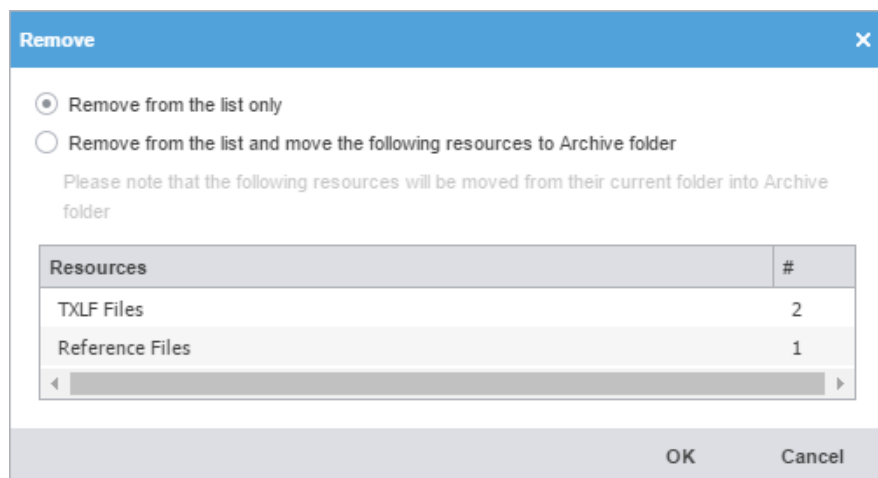 Remove
Remove from the list only
Remove from the list and move the following resources to Archive folder
Please note that the following resources will be moved from their current folder into Archive
folder
Resources #
TXLF Files 2
Reference Files 1
OK Cancel